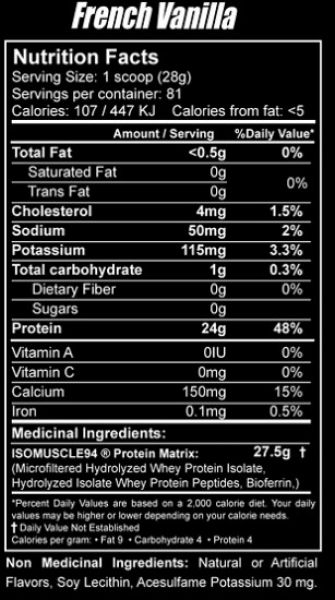 French Vanilla
Nutrition Facts
Serving Size: 1 scoop (28g)
Servings per container: 81
Calories: 107 / 447 KJ Calories from fat: <5
Amount / Serving %Daily Value*
Total Fat <0.5g 0%
Saturated Fat 0g
0%
Trans Fat 0g
Cholesterol 4mg 1.5%
Sodium 50mg 2%
Potassium 115mg 3.3%
Total carbohydrate 1g 0.3%
Dietary Fiber 0g 0%
Sugars 0g
Protein 24g 48%
Vitamin A 0IU 0%
Vitamin C 0mg 0%
Calcium 150mg 15%
Iron 0.1mg 0.5%
Medicinal Ingredients:
ISOMUSCLE94 ® Protein Matrix: 27.5g †
(Microfiltered Hydrolyzed Whey Protein Isolate,
Hydrolyzed Isolate Whey Protein Peptides, Bioferrin,)
*Percent Daily Values are based on a 2,000 calorie diet. Your daily
values may be higher or lower depending on your calorie needs.
† Daily Value Not Established
Calories per gram: • Fat 9 • Carbohydrate 4 • Protein 4
Non Medicinal Ingredients: Natural or Artificial
Flavors, Soy Lecithin, Acesulfame Potassium 30 mg.